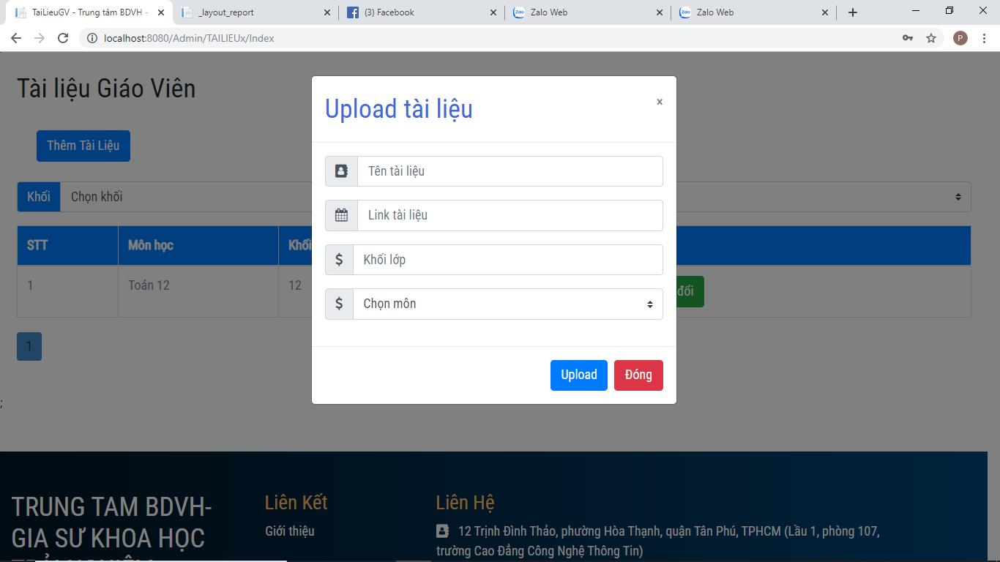 TaiLieuGV - Trung tâm BDVH -
_layout_report
(3) Facebook
Zalo Web
Zalo Web
localhost:8080/Admin/TAILIEUx/Index
P
Tài liệu Giáo Viên
Thêm Tài Liệu
Khối Chọn khối
STT Môn học Khối
1 Toán 12 12 đổi
1
;
Upload tài liệu
×
Tên tài liệu
Link tài liệu
$ Khối lớp
$ Chọn môn
Upload Đóng
TRUNG TAM BDVH-
GIA SƯ KHOA HỌC
Liên Kết
Giới thiệu
Liên Hệ
12 Trịnh Đình Thảo, phường Hòa Thạnh, quận Tân Phú, TPHCM (Lầu 1, phòng 107,
trường Cao Đẳng Công Nghệ Thông Tin)